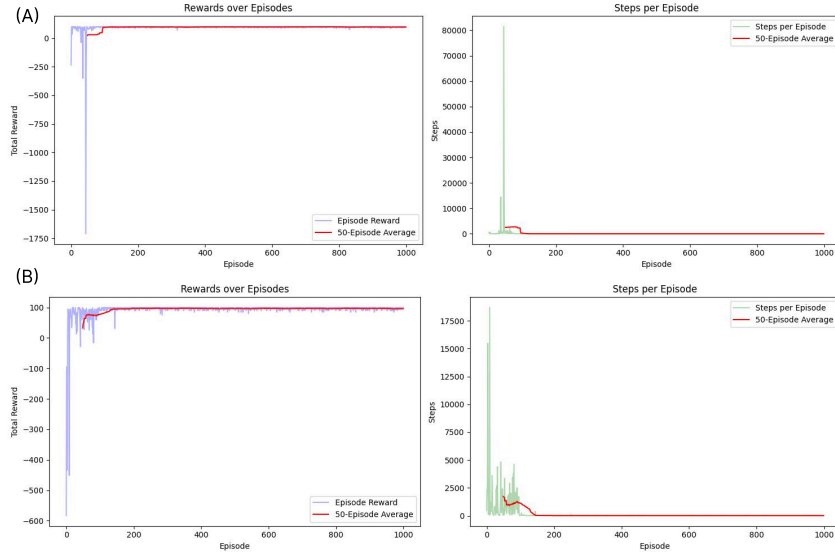 (A)
Rewards over Episodes
Total Reward
0
−250
−500
−750
−1000
−1250
−1500
−1750
0
200
400
600
800
1000
Episode
Episode Reward
50-Episode Average
Steps per Episode
Steps
80000
70000
60000
50000
40000
30000
20000
10000
0
0
200
400
600
800
1000
Episode
Steps per Episode
50-Episode Average
(B)
Rewards over Episodes
Total Reward
100
0
−100
−200
−300
−400
−500
−600
0
200
400
600
800
1000
Episode
Episode Reward
50-Episode Average
Steps per Episode
Steps
17500
15000
12500
10000
7500
5000
2500
0
0
200
400
600
800
1000
Episode
Steps per Episode
50-Episode Average